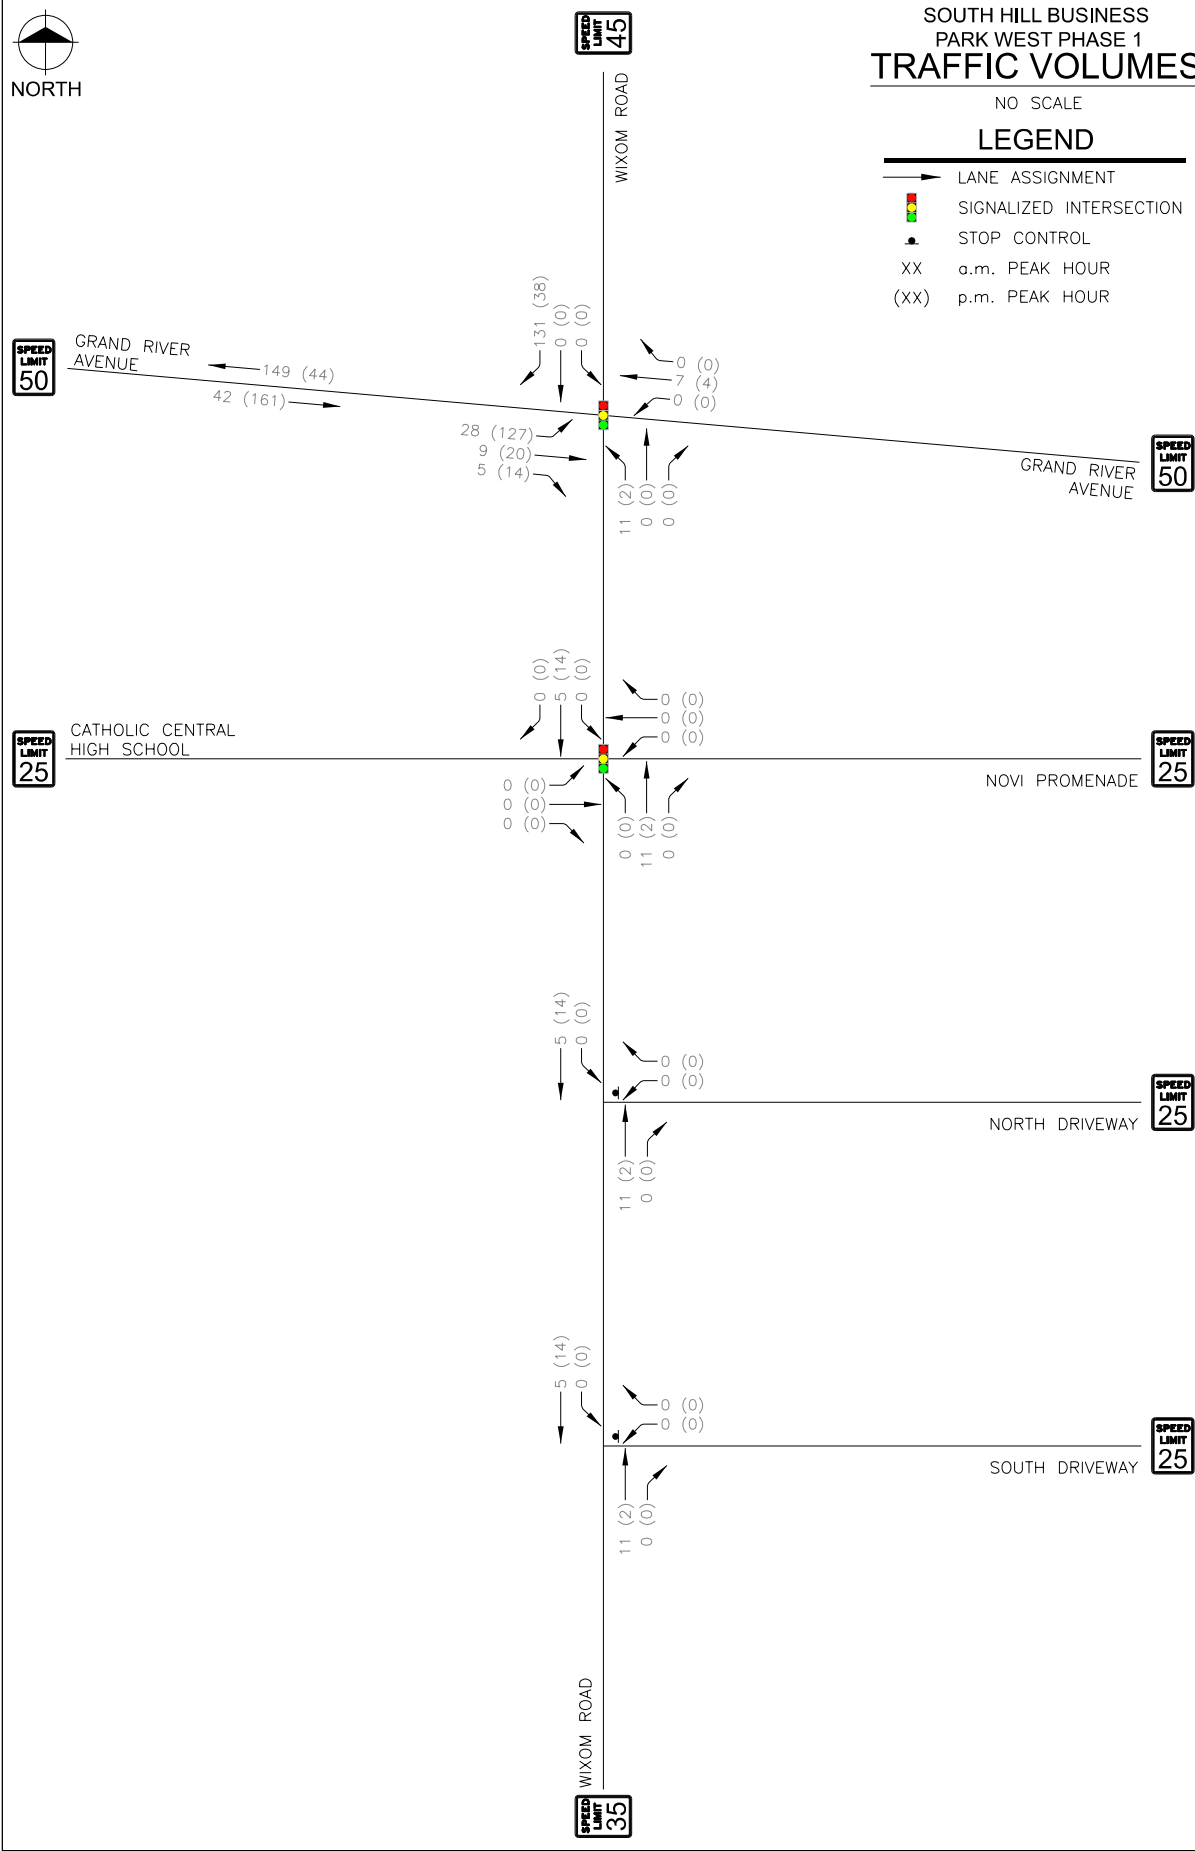 SOUTH HILL BUSINESS
PARK WEST PHASE 1
TRAFFIC VOLUMES
NO SCALE
LEGEND
LANE ASSIGNMENT
SIGNALIZED INTERSECTION
STOP CONTROL
XX a.m. PEAK HOUR
(XX) p.m. PEAK HOUR
NORTH
SPEED
LIMIT
45
WIXOM ROAD
SPEED
LIMIT
50
GRAND RIVER
AVENUE
149 (44)
42 (161)
131 (38)
0 (0)
0 (0)
0 (0)
7 (4)
0 (0)
28 (127)
9 (20)
5 (14)
11 (2)
0 (0)
0 (0)
GRAND RIVER
AVENUE
SPEED
LIMIT
50
SPEED
LIMIT
25
CATHOLIC CENTRAL
HIGH SCHOOL
0 (0)
5 (14)
0 (0)
0 (0)
0 (0)
0 (0)
0 (0)
0 (0)
0 (0)
0 (0)
11 (2)
0 (0)
NOVI PROMENADE
SPEED
LIMIT
25
5 (14)
0 (0)
0 (0)
0 (0)
11 (2)
0 (0)
NORTH DRIVEWAY
SPEED
LIMIT
25
5 (14)
0 (0)
0 (0)
0 (0)
11 (2)
0 (0)
SOUTH DRIVEWAY
SPEED
LIMIT
25
WIXOM ROAD
SPEED
LIMIT
35